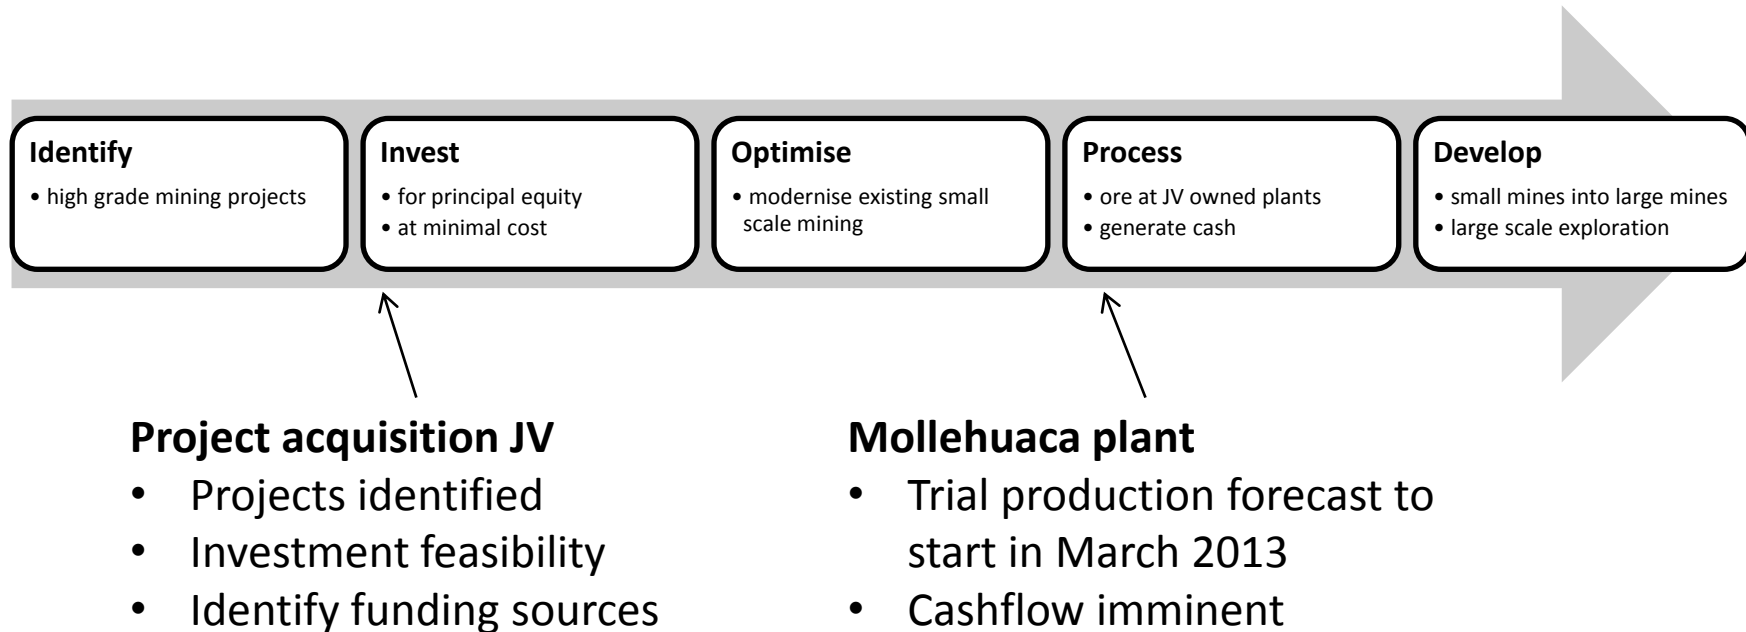 Identify
• high grade mining projects
Invest
• for principal equity
• at minimal cost
Optimise
• modernise existing small
scale mining
Process
• ore at JV owned plants
• generate cash
Develop
• small mines into large mines
• large scale exploration
Project acquisition JV
• Projects identified
• Investment feasibility
• Identify funding sources
Mollehuaca plant
• Trial production forecast to
start in March 2013
• Cashflow imminent